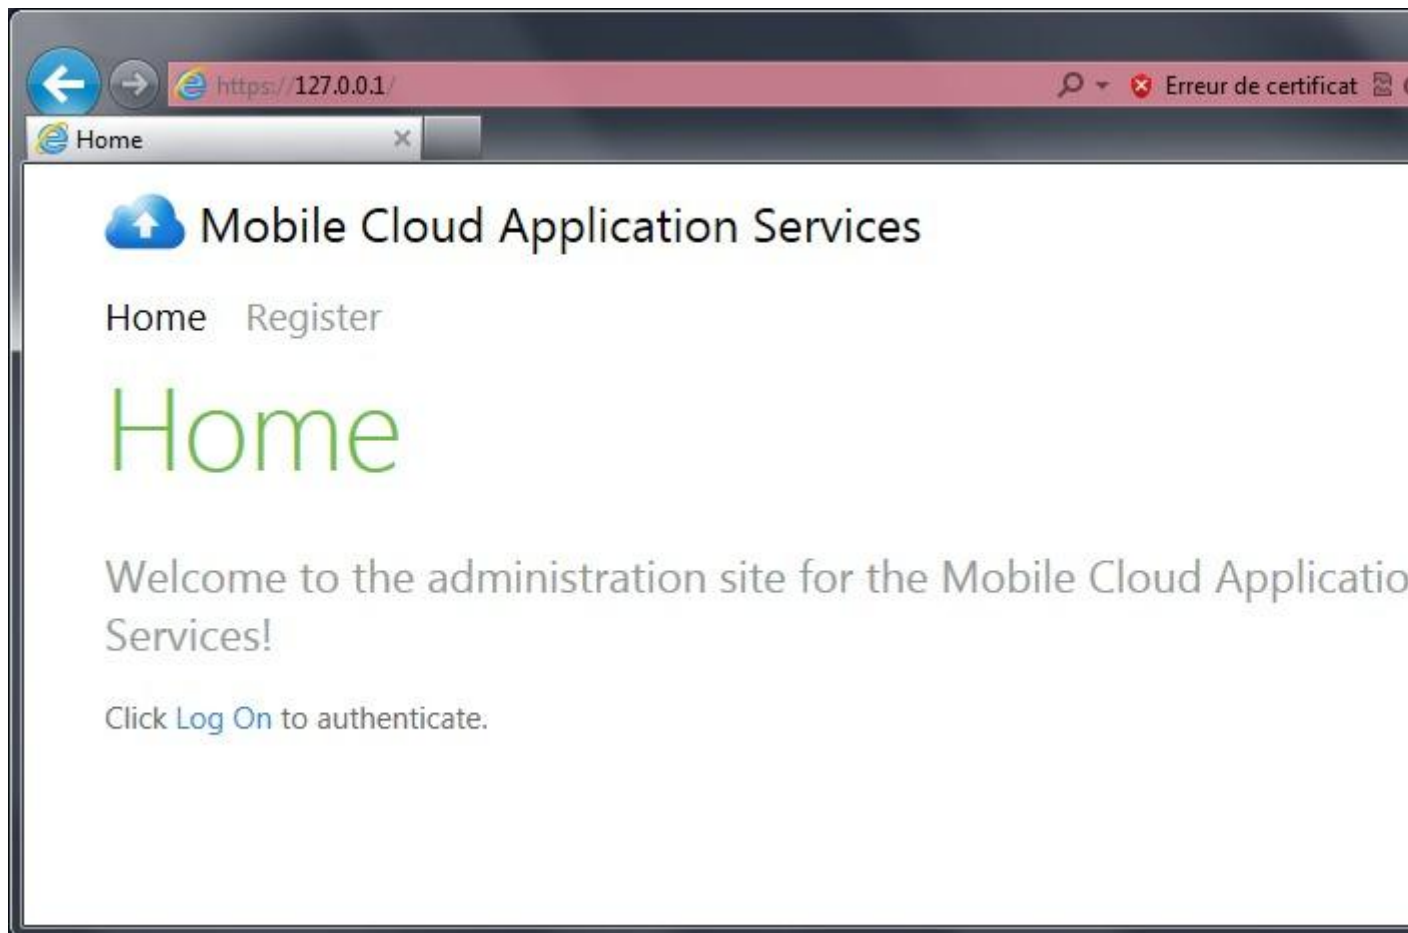 https://127.0.0.1/
Erreur de certificat
Home
Mobile Cloud Application Services
Home Register
Home
Welcome to the administration site for the Mobile Cloud Applicatio
Services!
Click Log On to authenticate.